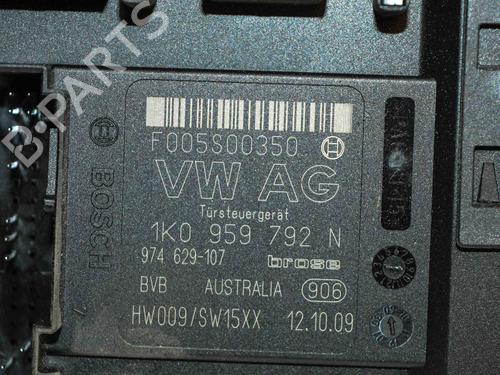 F005S00350
VW AG
Türsteuergerät
1K0 959 792 N
974 629-107 brose
BVB AUSTRALIA 906
HW009/SW15XX 12.10.09
BOSCH
B-PARTS